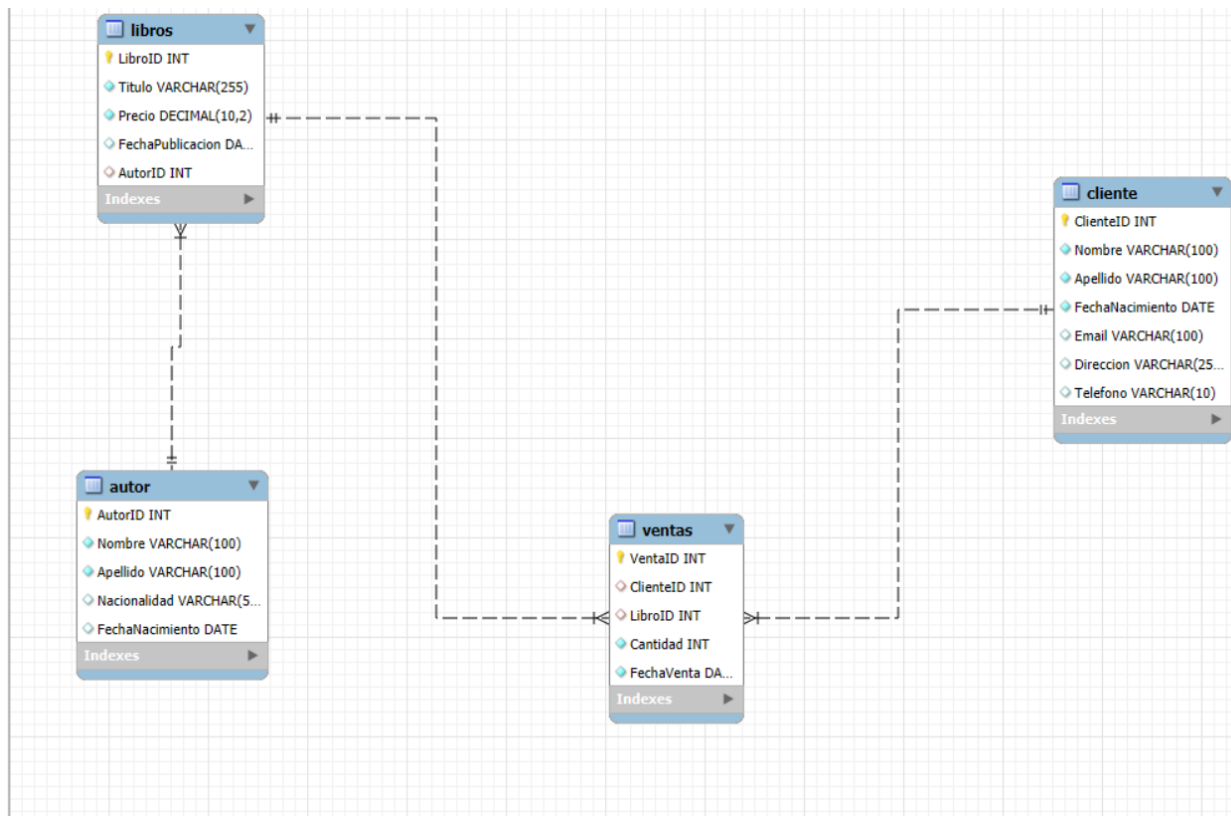 libros
LibroID INT
Titulo VARCHAR(255)
Precio DECIMAL(10,2)
FechaPublicacion DA...
AutorID INT
Indexes
cliente
ClienteID INT
Nombre VARCHAR(100)
Apellido VARCHAR(100)
FechaNacimiento DATE
Email VARCHAR(100)
Direccion VARCHAR(25...
Telefono VARCHAR(10)
Indexes
autor
AutorID INT
Nombre VARCHAR(100)
Apellido VARCHAR(100)
Nacionalidad VARCHAR(5...
FechaNacimiento DATE
Indexes
ventas
VentaID INT
ClienteID INT
LibroID INT
Cantidad INT
FechaVenta DA...
Indexes